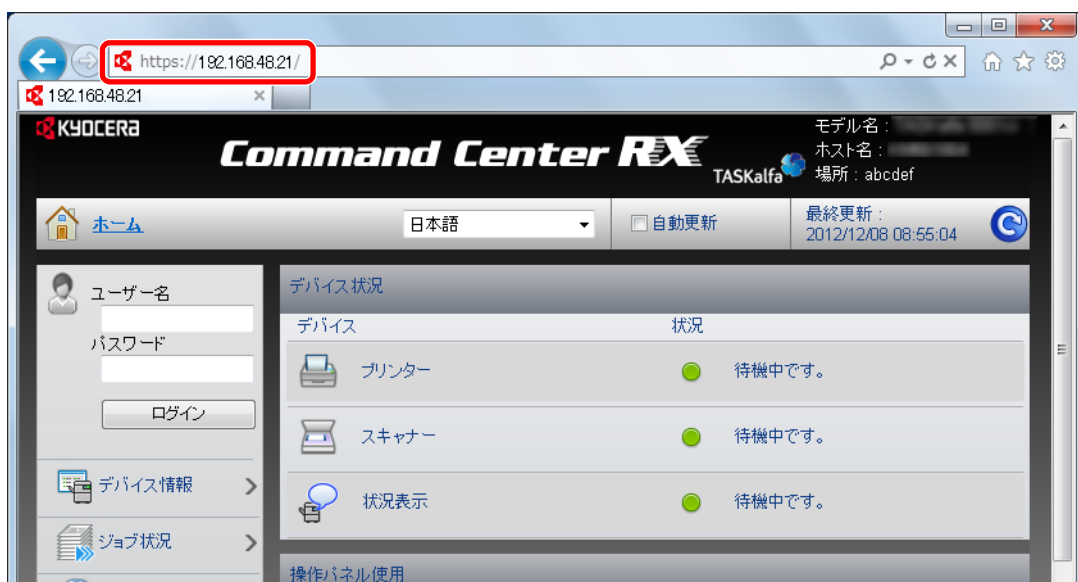 https://192.168.48.21/
192.168.48.21
KYOCERA
Command Center RX
TASKalfa
モデル名 :
ホスト名 :
場所 : abcdef
ホーム
日本語
自動更新
最終更新 :
2012/12/08 08:55:04
ユーザー名
パスワード
ログイン
デバイス情報
ジョブ状況
デバイス状況
デバイス 状況
プリンター 待機中です。
スキャナー 待機中です。
状況表示 待機中です。
操作パネル使用